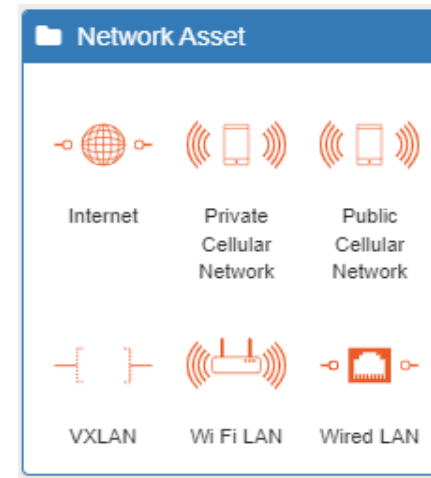 Network Asset
Internet
Private
Cellular
Network
Public
Cellular
Network
VXLAN
Wi Fi LAN
Wired LAN